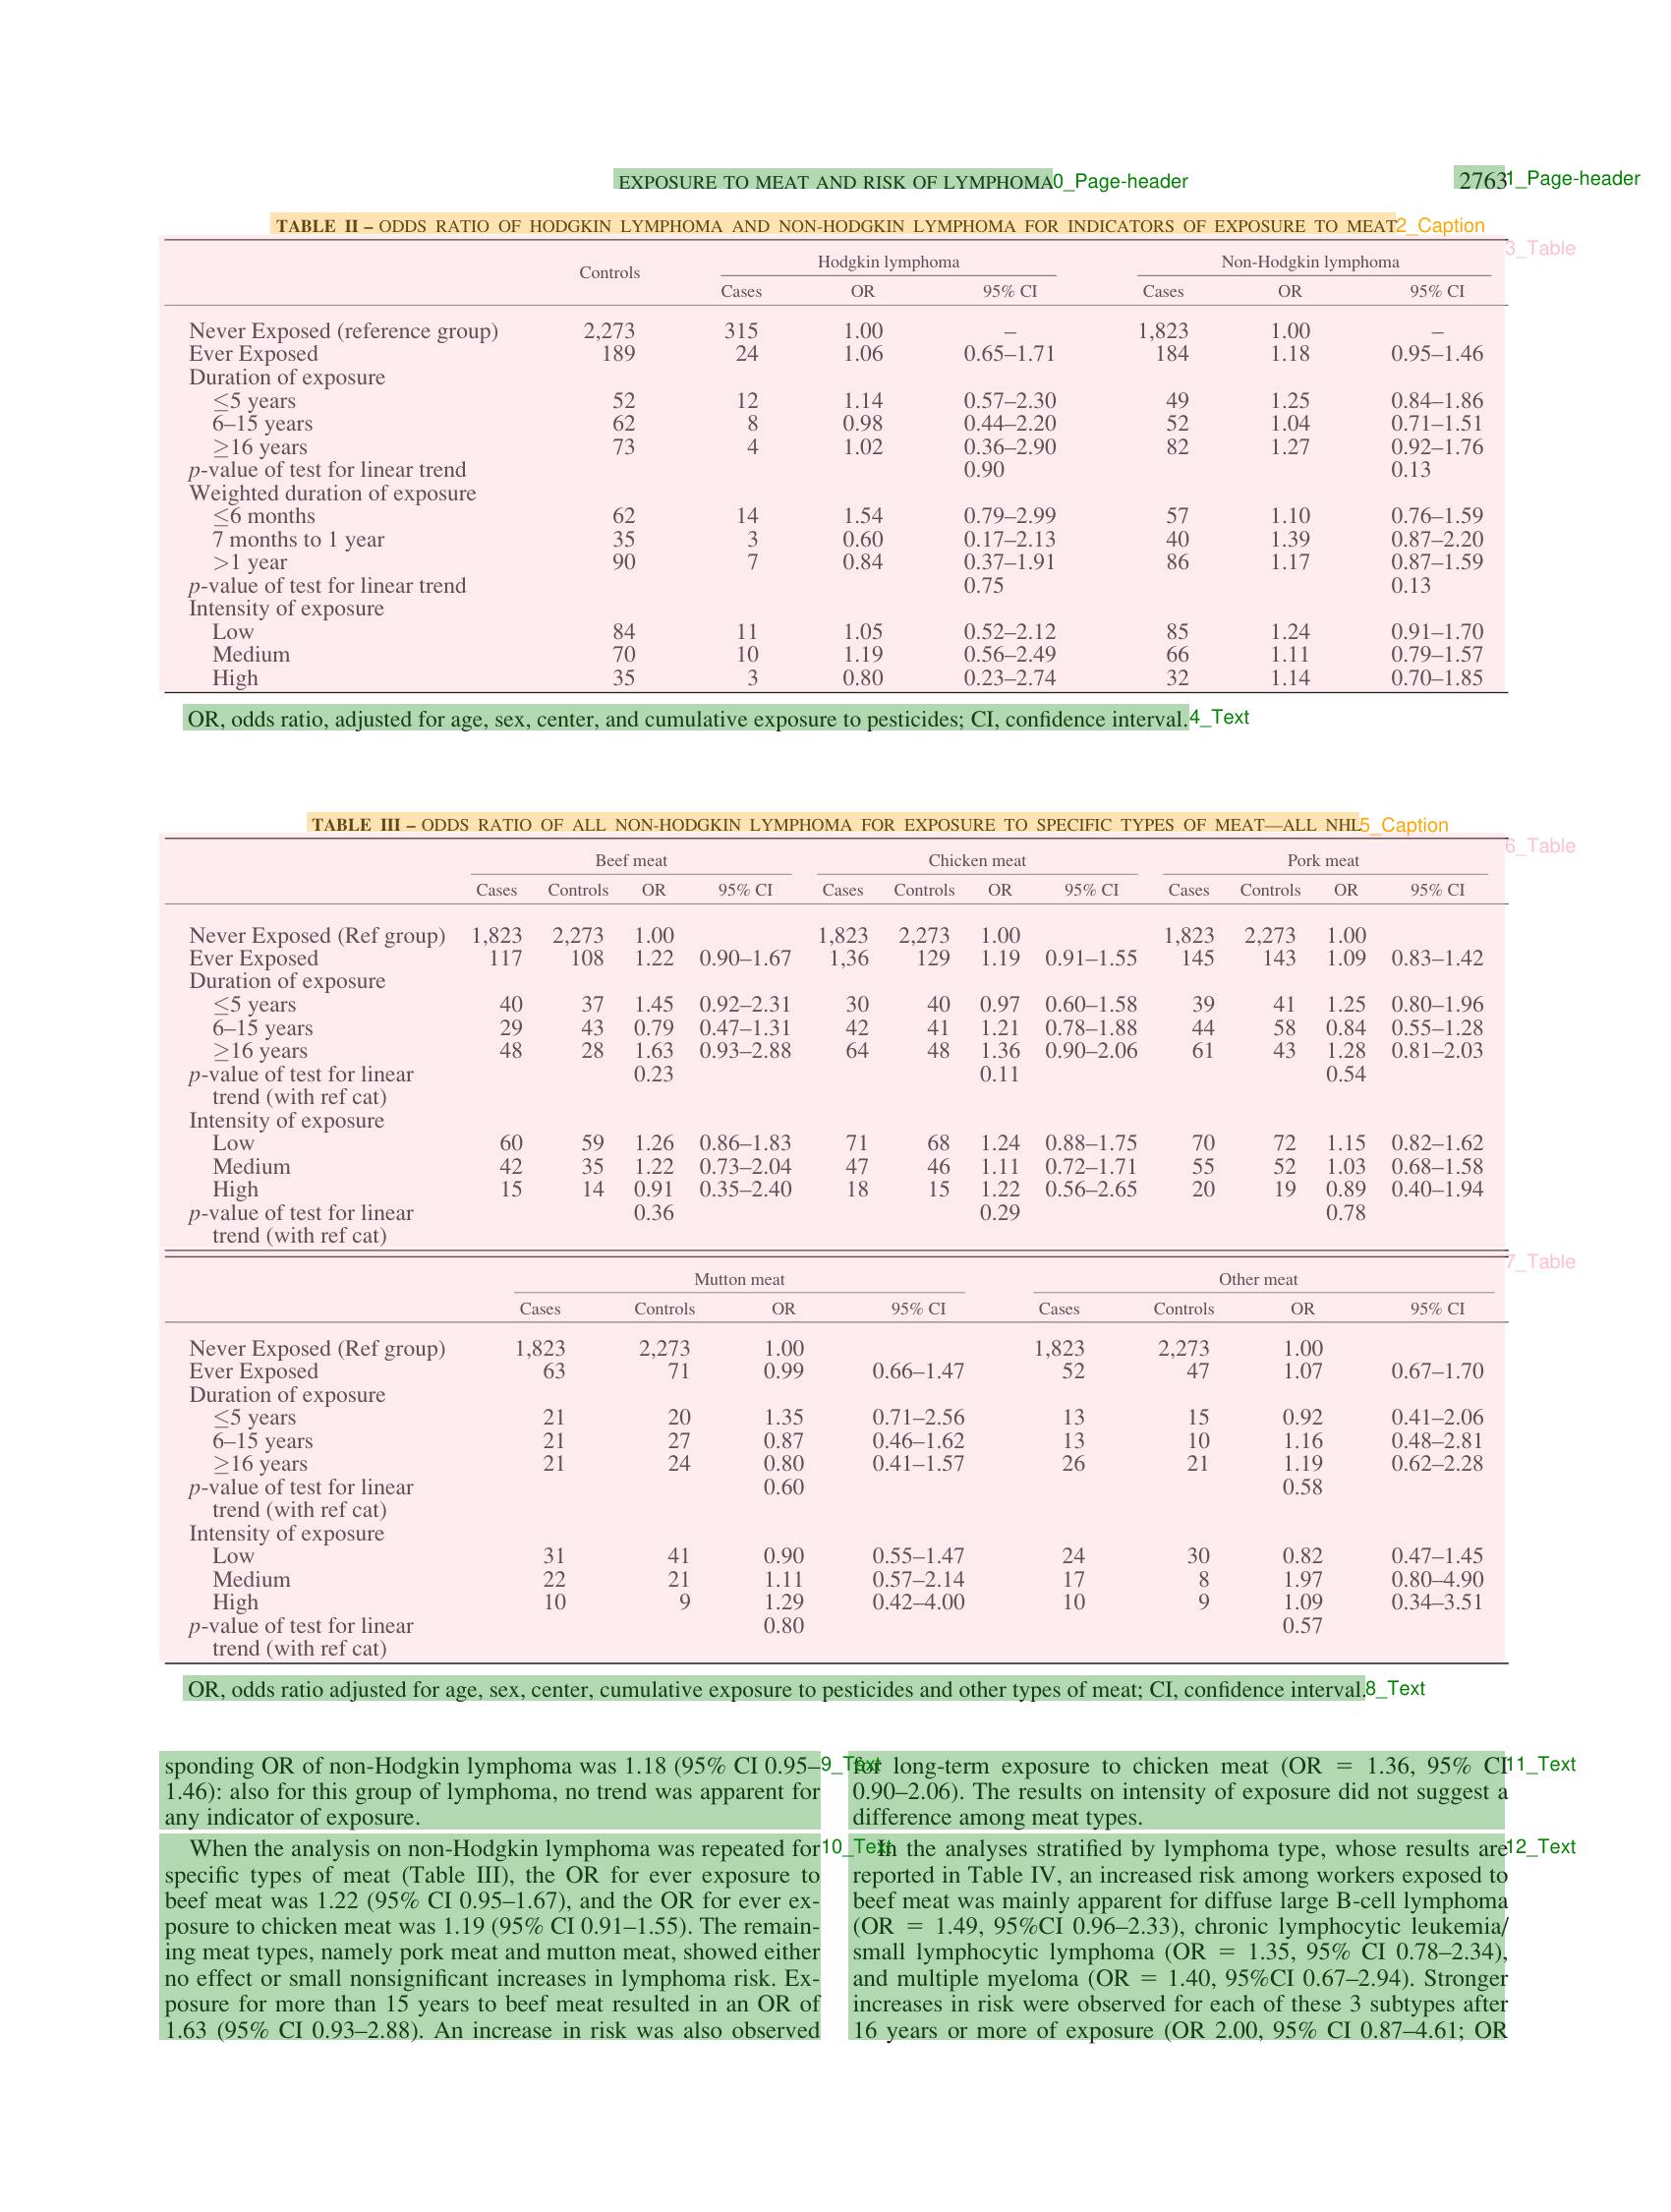 EXPOSURE TO MEAT AND RISK OF LYMPHOMA 0_Page-header 2763 1_Page-header
TABLE II – ODDS RATIO OF HODGKIN LYMPHOMA AND NON-HODGKIN LYMPHOMA FOR INDICATORS OF EXPOSURE TO MEAT 2_Caption
3_Table
Controls Hodgkin lymphoma Non-Hodgkin lymphoma
Cases OR 95% CI Cases OR 95% CI
Never Exposed (reference group) 2,273 315 1.00 – 1,823 1.00 –
Ever Exposed 189 24 1.06 0.65–1.71 184 1.18 0.95–1.46
Duration of exposure
≤5 years 52 12 1.14 0.57–2.30 49 1.25 0.84–1.86
6–15 years 62 8 0.98 0.44–2.20 52 1.04 0.71–1.51
≥16 years 73 4 1.02 0.36–2.90 82 1.27 0.92–1.76
p-value of test for linear trend 0.90 0.13
Weighted duration of exposure
≤6 months 62 14 1.54 0.79–2.99 57 1.10 0.76–1.59
7 months to 1 year 35 3 0.60 0.17–2.13 40 1.39 0.87–2.20
>1 year 90 7 0.84 0.37–1.91 86 1.17 0.87–1.59
p-value of test for linear trend 0.75 0.13
Intensity of exposure
Low 84 11 1.05 0.52–2.12 85 1.24 0.91–1.70
Medium 70 10 1.19 0.56–2.49 66 1.11 0.79–1.57
High 35 3 0.80 0.23–2.74 32 1.14 0.70–1.85
OR, odds ratio, adjusted for age, sex, center, and cumulative exposure to pesticides; CI, confidence interval. 4_Text
TABLE III – ODDS RATIO OF ALL NON-HODGKIN LYMPHOMA FOR EXPOSURE TO SPECIFIC TYPES OF MEAT—ALL NHL 5_Caption
6_Table
Beef meat Chicken meat Pork meat
Cases Controls OR 95% CI Cases Controls OR 95% CI Cases Controls OR 95% CI
Never Exposed (Ref group) 1,823 2,273 1.00 1,823 2,273 1.00 1,823 2,273 1.00
Ever Exposed 117 108 1.22 0.90–1.67 1,36 129 1.19 0.91–1.55 145 143 1.09 0.83–1.42
Duration of exposure
≤5 years 40 37 1.45 0.92–2.31 30 40 0.97 0.60–1.58 39 41 1.25 0.80–1.96
6–15 years 29 43 0.79 0.47–1.31 42 41 1.21 0.78–1.88 44 58 0.84 0.55–1.28
≥16 years 48 28 1.63 0.93–2.88 64 48 1.36 0.90–2.06 61 43 1.28 0.81–2.03
p-value of test for linear 0.23 0.11 0.54
trend (with ref cat)
Intensity of exposure
Low 60 59 1.26 0.86–1.83 71 68 1.24 0.88–1.75 70 72 1.15 0.82–1.62
Medium 42 35 1.22 0.73–2.04 47 46 1.11 0.72–1.71 55 52 1.03 0.68–1.58
High 15 14 0.91 0.35–2.40 18 15 1.22 0.56–2.65 20 19 0.89 0.40–1.94
p-value of test for linear 0.36 0.29 0.78
trend (with ref cat)
7_Table
Mutton meat Other meat
Cases Controls OR 95% CI Cases Controls OR 95% CI
Never Exposed (Ref group) 1,823 2,273 1.00 1,823 2,273 1.00
Ever Exposed 63 71 0.99 0.66–1.47 52 47 1.07 0.67–1.70
Duration of exposure
≤5 years 21 20 1.35 0.71–2.56 13 15 0.92 0.41–2.06
6–15 years 21 27 0.87 0.46–1.62 13 10 1.16 0.48–2.81
≥16 years 21 24 0.80 0.41–1.57 26 21 1.19 0.62–2.28
p-value of test for linear 0.60 0.58
trend (with ref cat)
Intensity of exposure
Low 31 41 0.90 0.55–1.47 24 30 0.82 0.47–1.45
Medium 22 21 1.11 0.57–2.14 17 8 1.97 0.80–4.90
High 10 9 1.29 0.42–4.00 10 9 1.09 0.34–3.51
p-value of test for linear 0.80 0.57
trend (with ref cat)
OR, odds ratio adjusted for age, sex, center, cumulative exposure to pesticides and other types of meat; CI, confidence interval. 8_Text
sponding OR of non-Hodgkin lymphoma was 1.18 (95% CI 0.95– 9_Text
1.46): also for this group of lymphoma, no trend was apparent for
any indicator of exposure.
When the analysis on non-Hodgkin lymphoma was repeated for 10_Text
specific types of meat (Table III), the OR for ever exposure to
beef meat was 1.22 (95% CI 0.95–1.67), and the OR for ever ex-
posure to chicken meat was 1.19 (95% CI 0.91–1.55). The remain-
ing meat types, namely pork meat and mutton meat, showed either
no effect or small nonsignificant increases in lymphoma risk. Ex-
posure for more than 15 years to beef meat resulted in an OR of
1.63 (95% CI 0.93–2.88). An increase in risk was also observed
for long-term exposure to chicken meat (OR = 1.36, 95% CI 11_Text
0.90–2.06). The results on intensity of exposure did not suggest a
difference among meat types.
In the analyses stratified by lymphoma type, whose results are 12_Text
reported in Table IV, an increased risk among workers exposed to
beef meat was mainly apparent for diffuse large B-cell lymphoma
(OR = 1.49, 95%CI 0.96–2.33), chronic lymphocytic leukemia/
small lymphocytic lymphoma (OR = 1.35, 95% CI 0.78–2.34),
and multiple myeloma (OR = 1.40, 95%CI 0.67–2.94). Stronger
increases in risk were observed for each of these 3 subtypes after
16 years or more of exposure (OR 2.00, 95% CI 0.87–4.61; OR